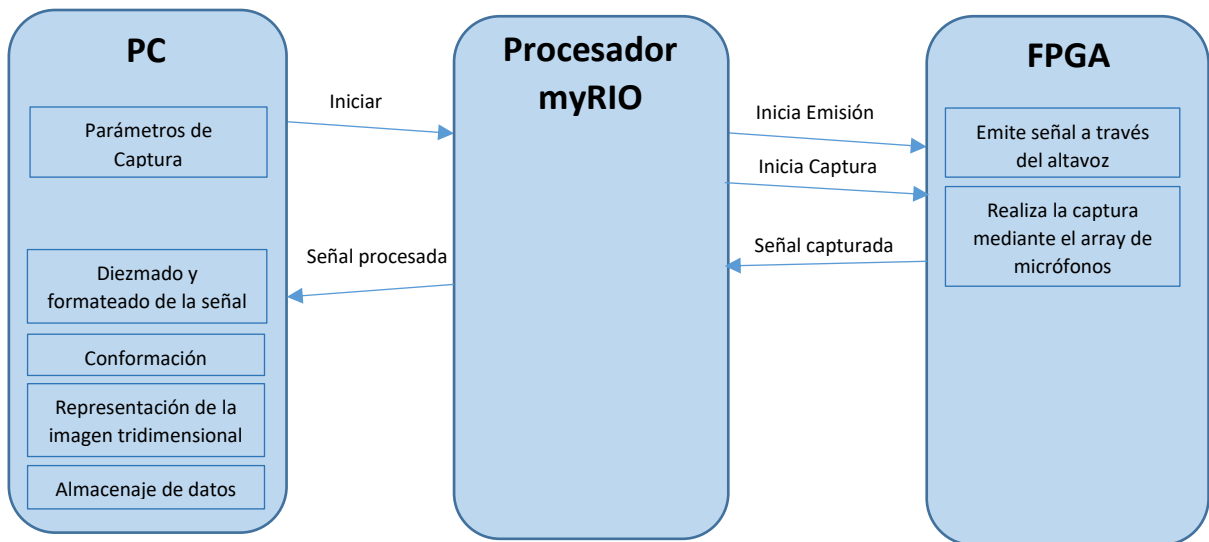 PC
Parámetros de
Captura
Diezmado y
formateado de la señal
Conformación
Representación de la
imagen tridimensional
Almacenaje de datos
Iniciar
Señal procesada
Procesador
myRIO
Inicia Emisión
Inicia Captura
Señal capturada
FPGA
Emite señal a través
del altavoz
Realiza la captura
mediante el array de
micrófonos